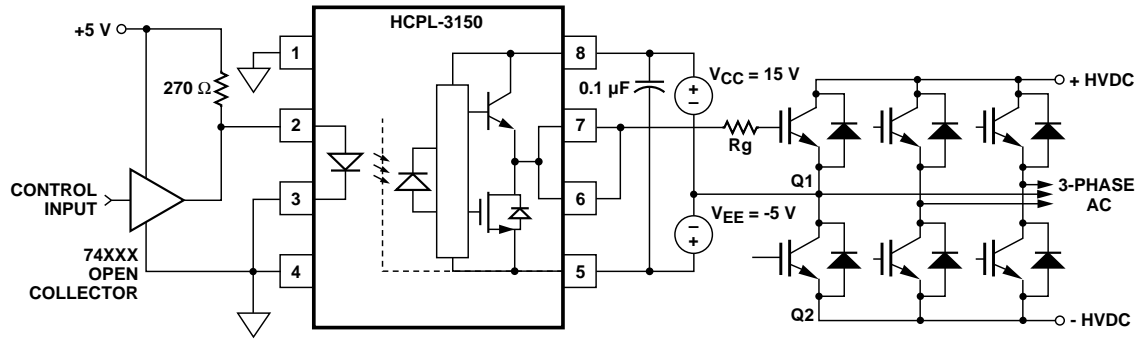 HCPL-3150
+5 V
270 Ω
1
2
3
4
8
7
6
5
CONTROL
INPUT
74XXX
OPEN
COLLECTOR
0.1 µF
VCC = 15 V
+
−
Rg
VEE = -5 V
−
+
Q1
Q2
+ HVDC
3-PHASE
AC
- HVDC